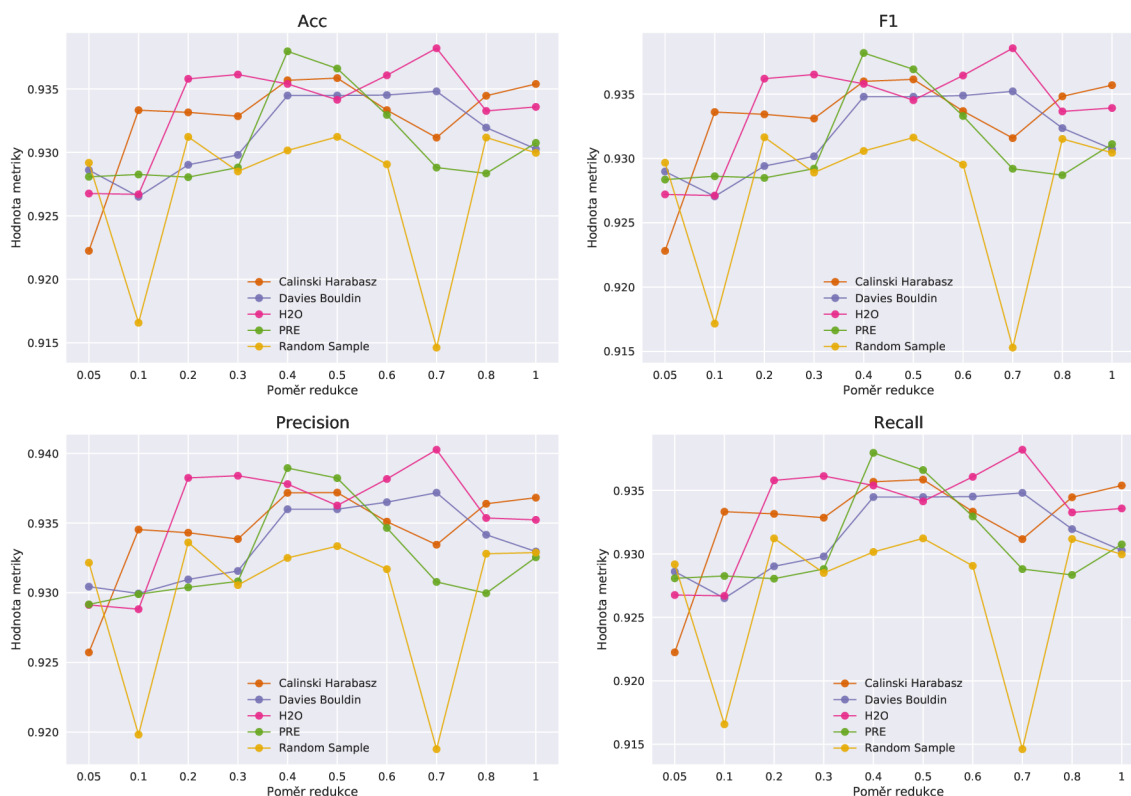 Acc
Hodnota metriky
0.935
0.930
0.925
0.920
0.915
Calinski Harabasz
Davies Bouldin
H2O
PRE
Random Sample
0.05 0.1 0.2 0.3 0.4 0.5 0.6 0.7 0.8 1
Poměr redukce
F1
Hodnota metriky
0.935
0.930
0.925
0.920
0.915
Calinski Harabasz
Davies Bouldin
H2O
PRE
Random Sample
0.05 0.1 0.2 0.3 0.4 0.5 0.6 0.7 0.8 1
Poměr redukce
Precision
Hodnota metriky
0.940
0.935
0.930
0.925
0.920
Calinski Harabasz
Davies Bouldin
H2O
PRE
Random Sample
0.05 0.1 0.2 0.3 0.4 0.5 0.6 0.7 0.8 1
Poměr redukce
Recall
Hodnota metriky
0.935
0.930
0.925
0.920
0.915
Calinski Harabasz
Davies Bouldin
H2O
PRE
Random Sample
0.05 0.1 0.2 0.3 0.4 0.5 0.6 0.7 0.8 1
Poměr redukce